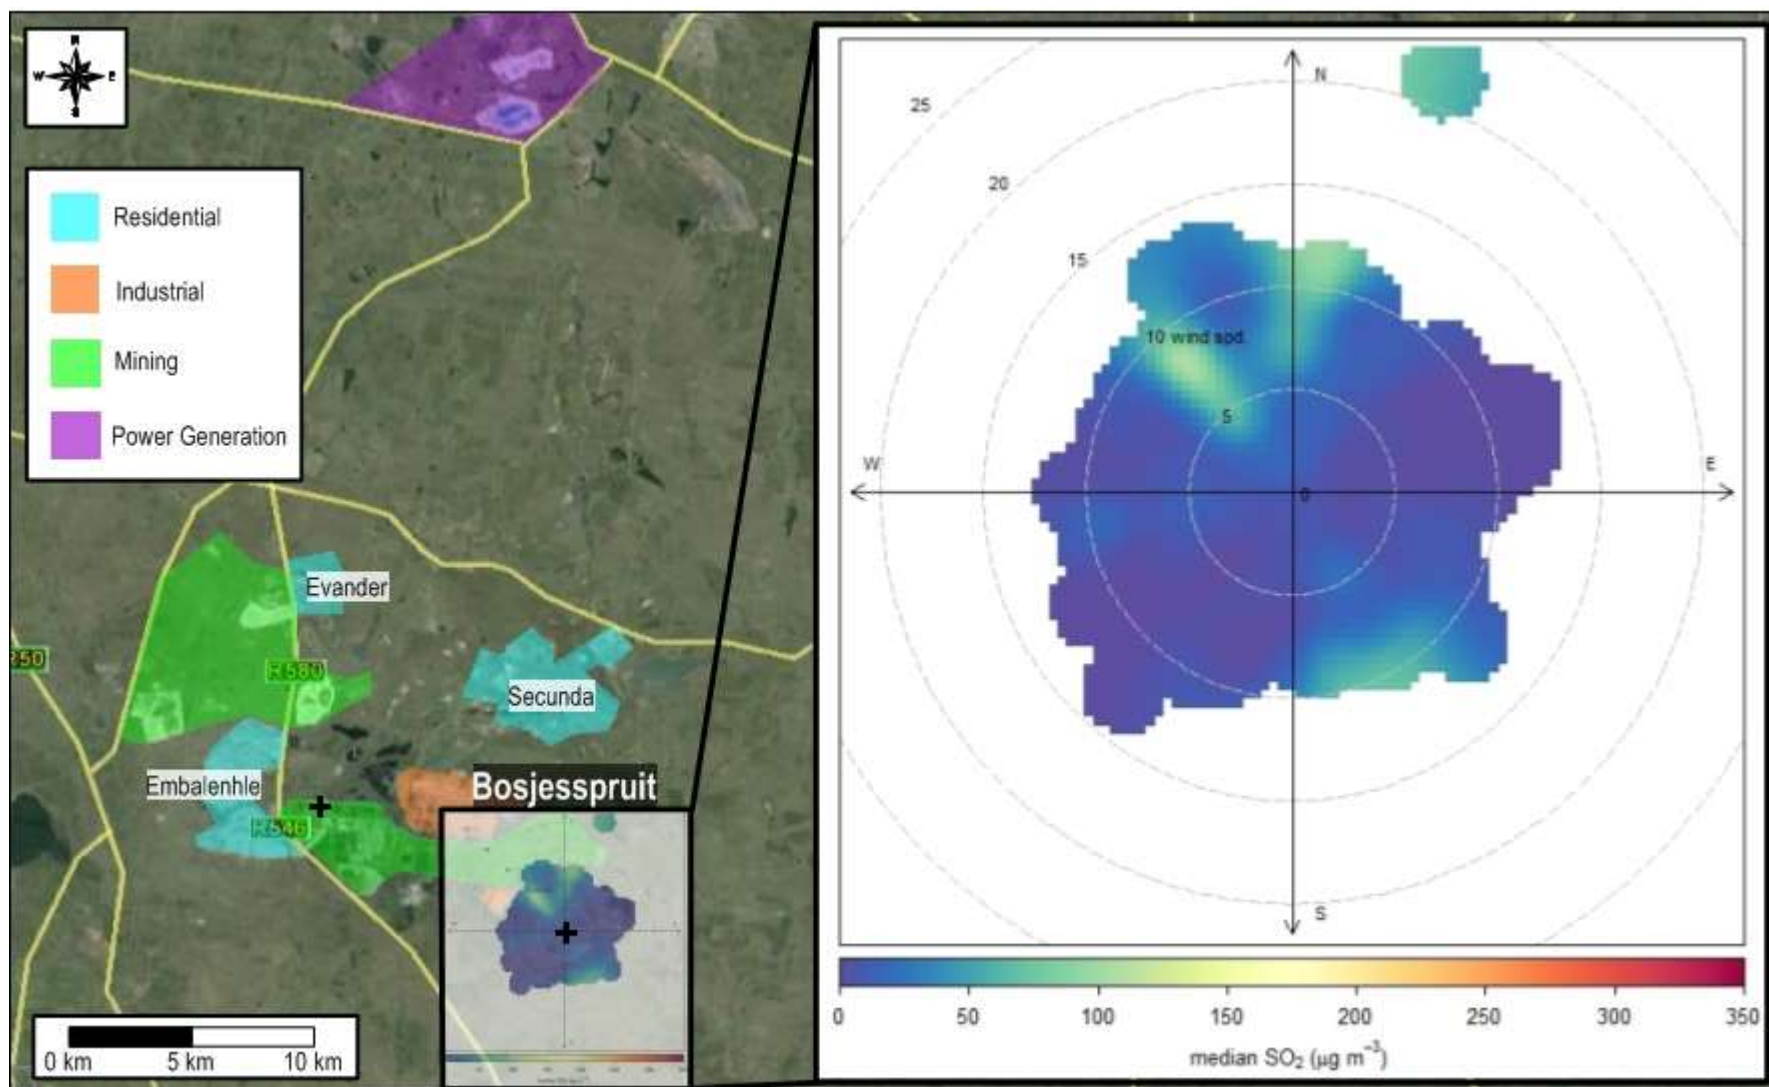 N
W
E
S
Residential
Industrial
Mining
Power Generation
Evander
R580
Secunda
Embalenhle
R546
Bosjesspruit
0 km
5 km
10 km
N
25
20
15
10 wind spd.
5
W
E
0
S
0
50
100
150
200
250
300
350
median SO₂ (µg m⁻³)